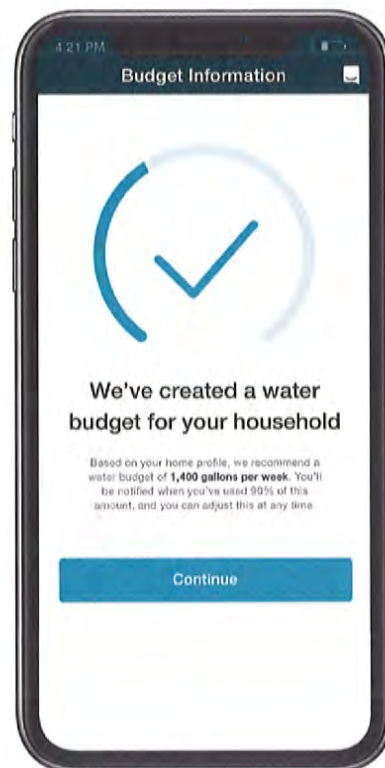 4:21 PM
Budget Information
We've created a water
budget for your household
Based on your home profile, we recommend a
water budget of 1,400 gallons per week. You'll
be notified when you've used 90% of this
amount, and you can adjust this at any time
Continue